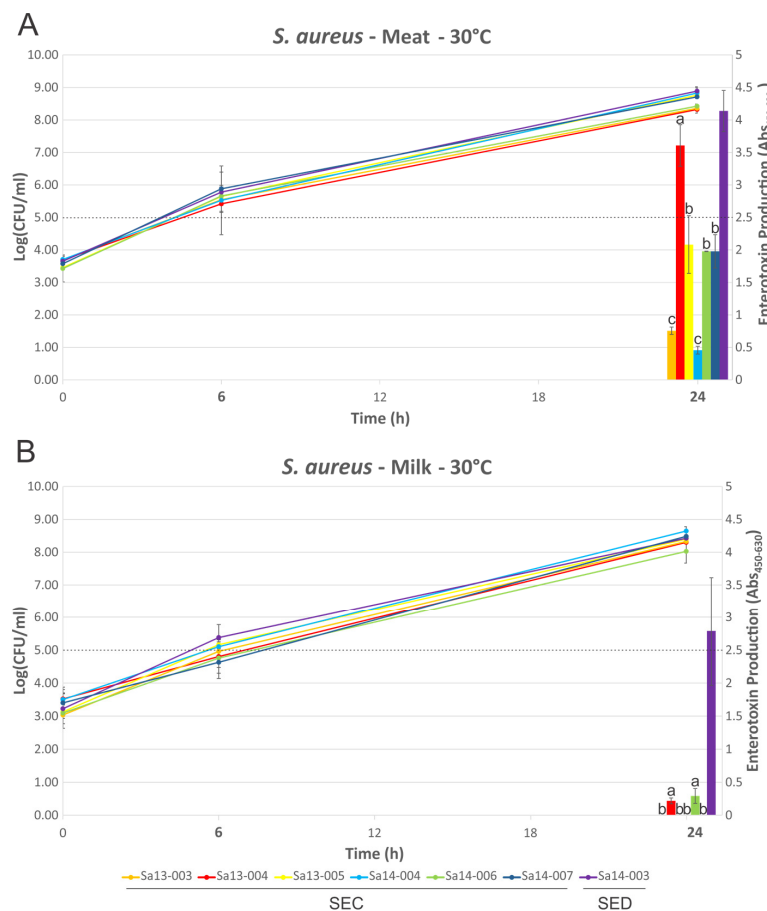 A
S. aureus - Meat - 30°C
Log(CFU/ml)
10.00
9.00
8.00
7.00
6.00
5.00
4.00
3.00
2.00
1.00
0.00
5
4.5
4
3.5
3
2.5
2
1.5
1
0.5
0
Enterotoxin Production (Abs
a
b
b
b
c
c
0
6
12
18
24
Time (h)
B
S. aureus - Milk - 30°C
Log(CFU/ml)
10.00
9.00
8.00
7.00
6.00
5.00
4.00
3.00
2.00
1.00
0.00
5
4.5
4
3.5
3
2.5
2
1.5
1
0.5
0
Enterotoxin Production (Abs450-630)
a
a
b
bb
b
0
6
12
18
24
Time (h)
Sa13-003 Sa13-004 Sa13-005 Sa14-004 Sa14-006 Sa14-007 Sa14-003
SEC SED